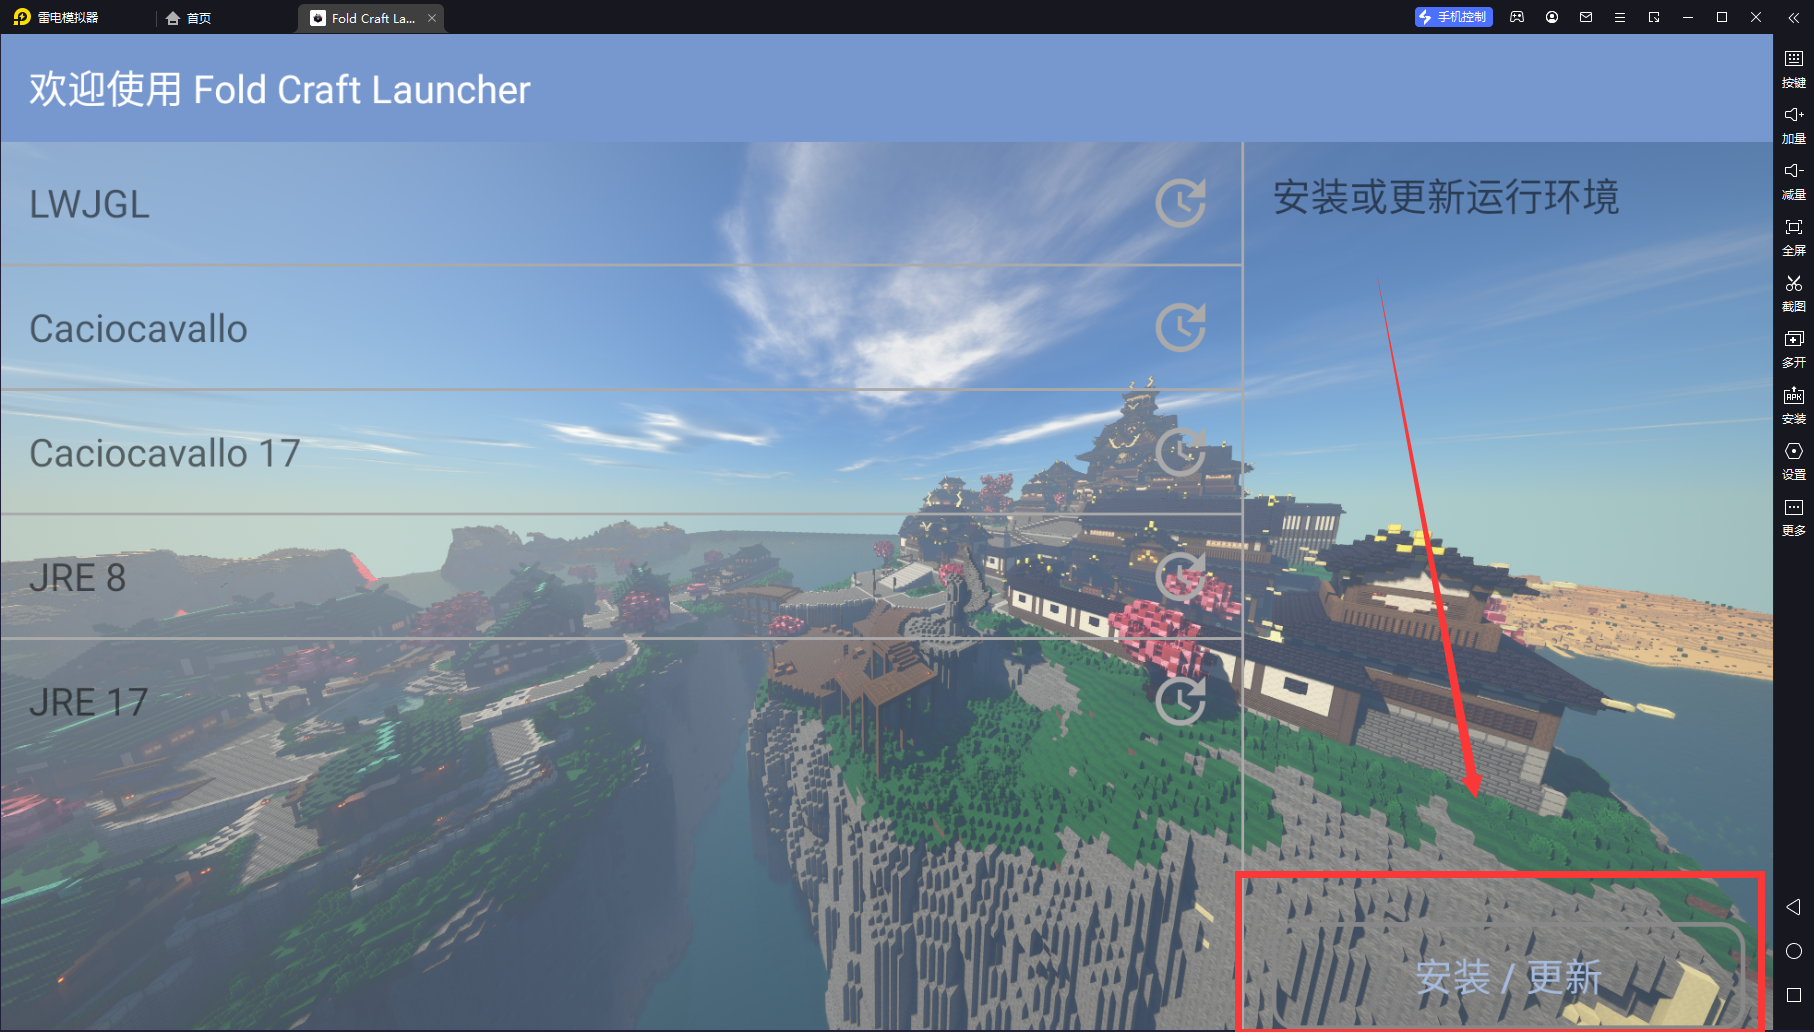 雷电模拟器
首页
Fold Craft La...
手机控制
欢迎使用 Fold Craft Launcher
LWJGL
Caciocavallo
Caciocavallo 17
JRE 8
JRE 17
安装或更新运行环境
安装 / 更新
按键
加量
减量
全屏
截图
多开
APK
安装
设置
更多